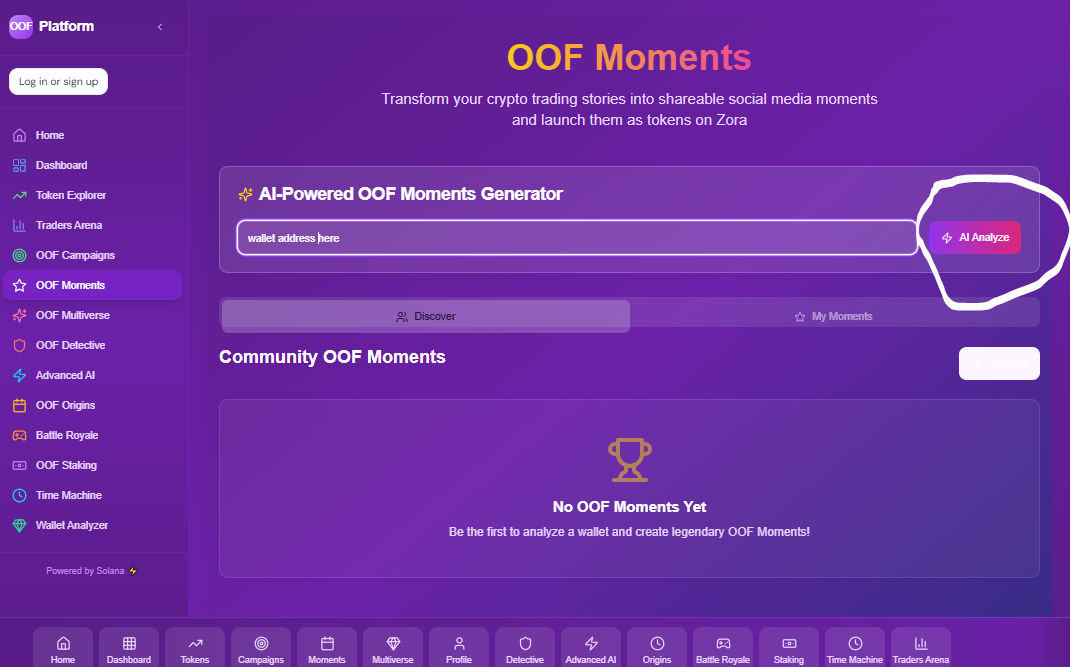 OOF Platform
Log in or sign up
Home
Dashboard
Token Explorer
Traders Arena
OOF Campaigns
OOF Moments
OOF Multiverse
OOF Detective
Advanced AI
OOF Origins
Battle Royale
OOF Staking
Time Machine
Wallet Analyzer
Powered by Solana
OOF Moments
Transform your crypto trading stories into shareable social media moments
and launch them as tokens on Zora
AI-Powered OOF Moments Generator
wallet address here
AI Analyze
Discover
My Moments
Community OOF Moments
No OOF Moments Yet
Be the first to analyze a wallet and create legendary OOF Moments!
Home
Dashboard
Tokens
Campaigns
Moments
Multiverse
Profile
Detective
Advanced AI
Origins
Battle Royale
Staking
Time Machine
Traders Arena